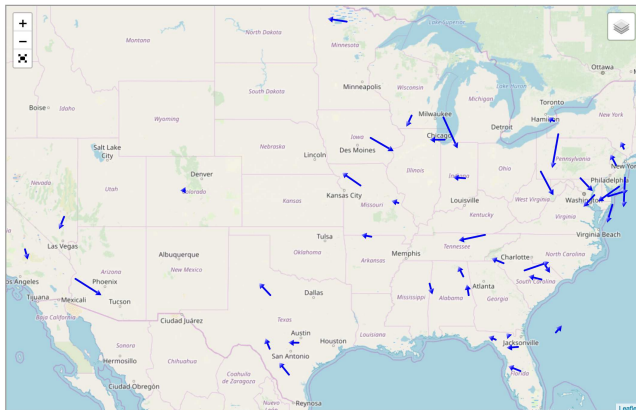 +
−
North Dakota
Montana
Minnesota
Ottawa
Minneapolis
Wisconsin
South Dakota
Michigan
Toronto
Boise
Idaho
Milwaukee
Hamilton
New York
Wyoming
Detroit
Iowa
Chicago
Salt Lake
City
Nebraska
Lincoln
Des Moines
Pennsylvania
Illinois
Ohio
Denver
Nevada
Utah
Colorado
Philadelphia
Kansas City
Louisville
Kansas
Missouri
West Virginia
Kentucky
Virginia
Virginia Beach
Tulsa
Las Vegas
Tennessee
Albuquerque
Oklahoma
Memphis
Charlotte
North Carolina
Arkansas
Arizona
New Mexico
Phoenix
South Carolina
os Angeles
Atlanta
Dallas
Mississippi
Alabama
Georgia
Tijuana
Mexicali
Tucson
Baja California
Texas
Ciudad Juárez
Louisiana
Austin
Houston
Jacksonville
Sonora
Hermosillo
Chihuahua
San Antonio
Coahuila
de Zaragoza
Florida
Ciudad Obregón
Reynosa